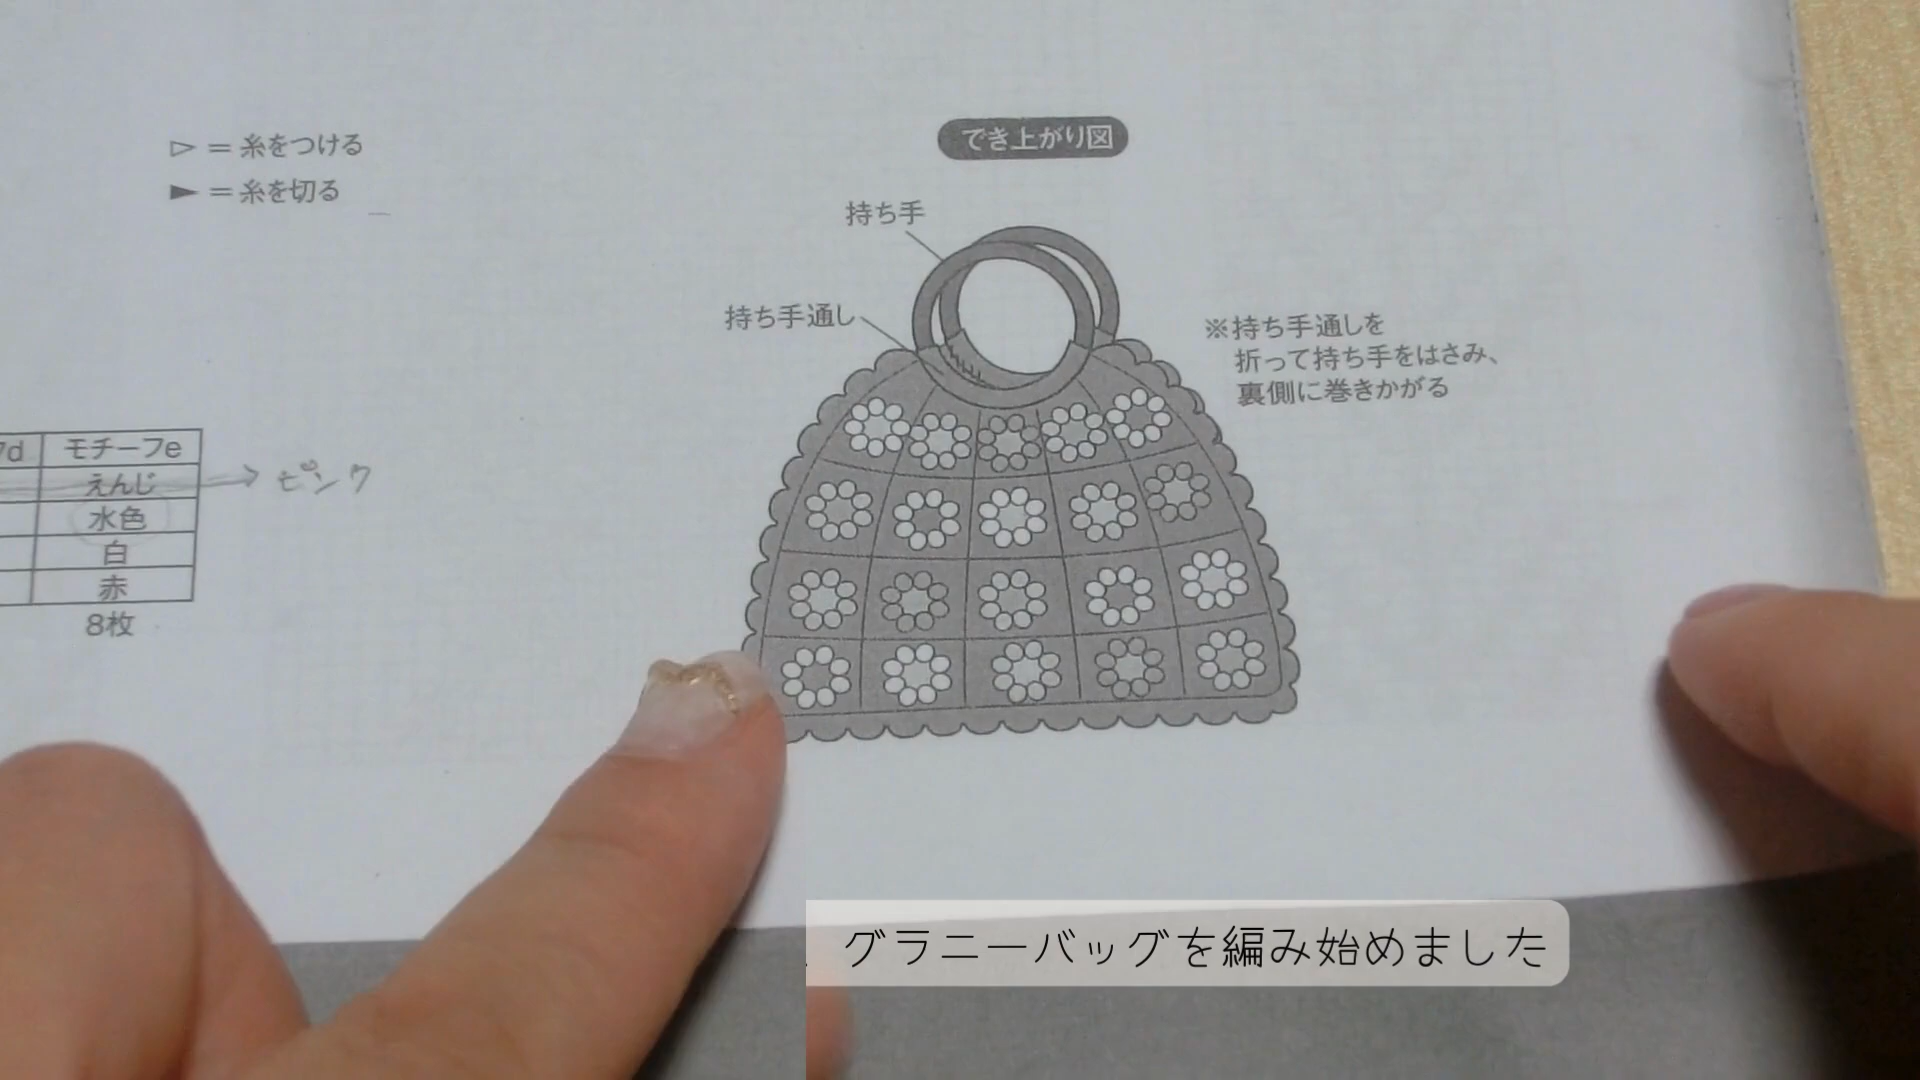 ▷ = 糸をつける
▶ = 糸を切る
でき上がり図
持ち手
持ち手通し
※持ち手通しを
折って持ち手をはさみ、
裏側に巻きかがる
フd モチーフe
えんじ → ピンク
水色
白
赤
8枚
グラニーバッグを編み始めました